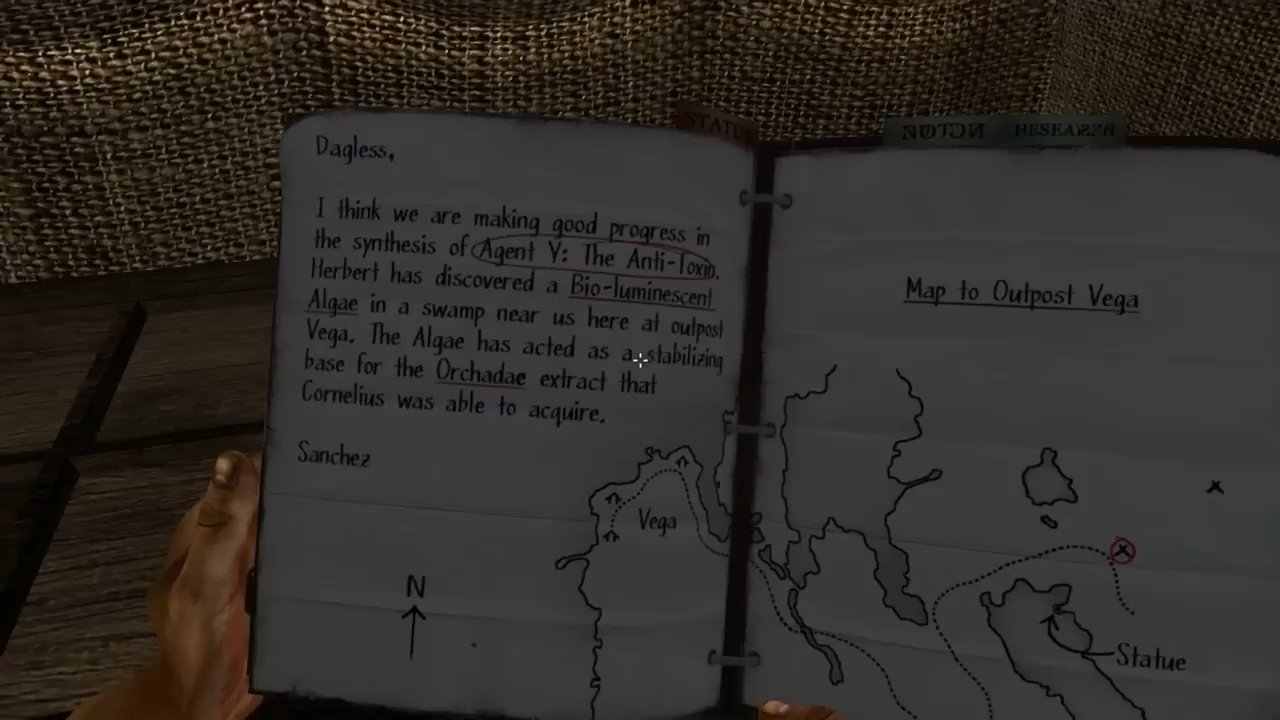 STATUS
Dagless,
I think we are making good progress in
the synthesis of Agent V: The Anti-Toxin.
Herbert has discovered a Bio-luminescent
Algae in a swamp near us here at outpost
Vega. The Algae has acted as a stabilizing
base for the Orchadae extract that
Cornelius was able to acquire.
Sanchez
Vega
N
Map to Outpost Vega
Statue